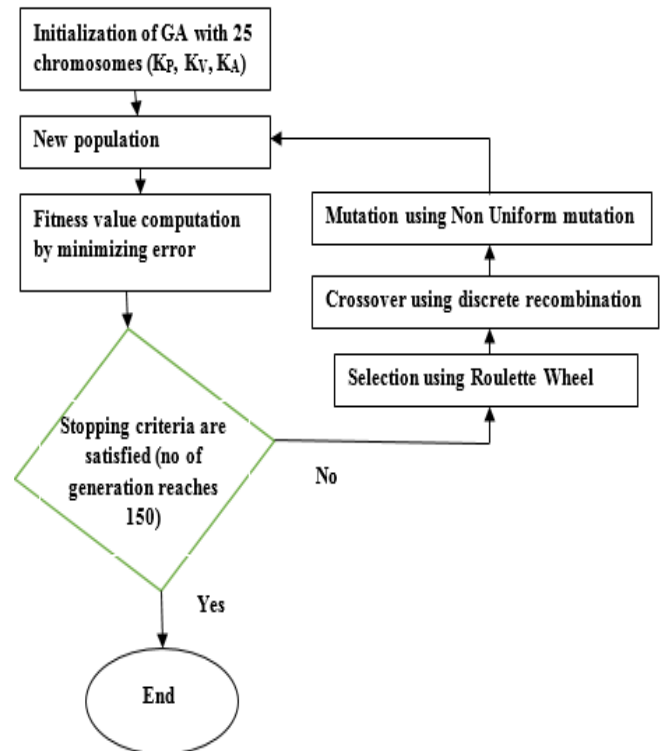 Initialization of GA with 25
chromosomes (KP, KV, KA)
New population
Fitness value computation
by minimizing error
Stopping criteria are
satisfied (no of
generation reaches
150)
No
Selection using Roulette Wheel
Crossover using discrete recombination
Mutation using Non Uniform mutation
Yes
End